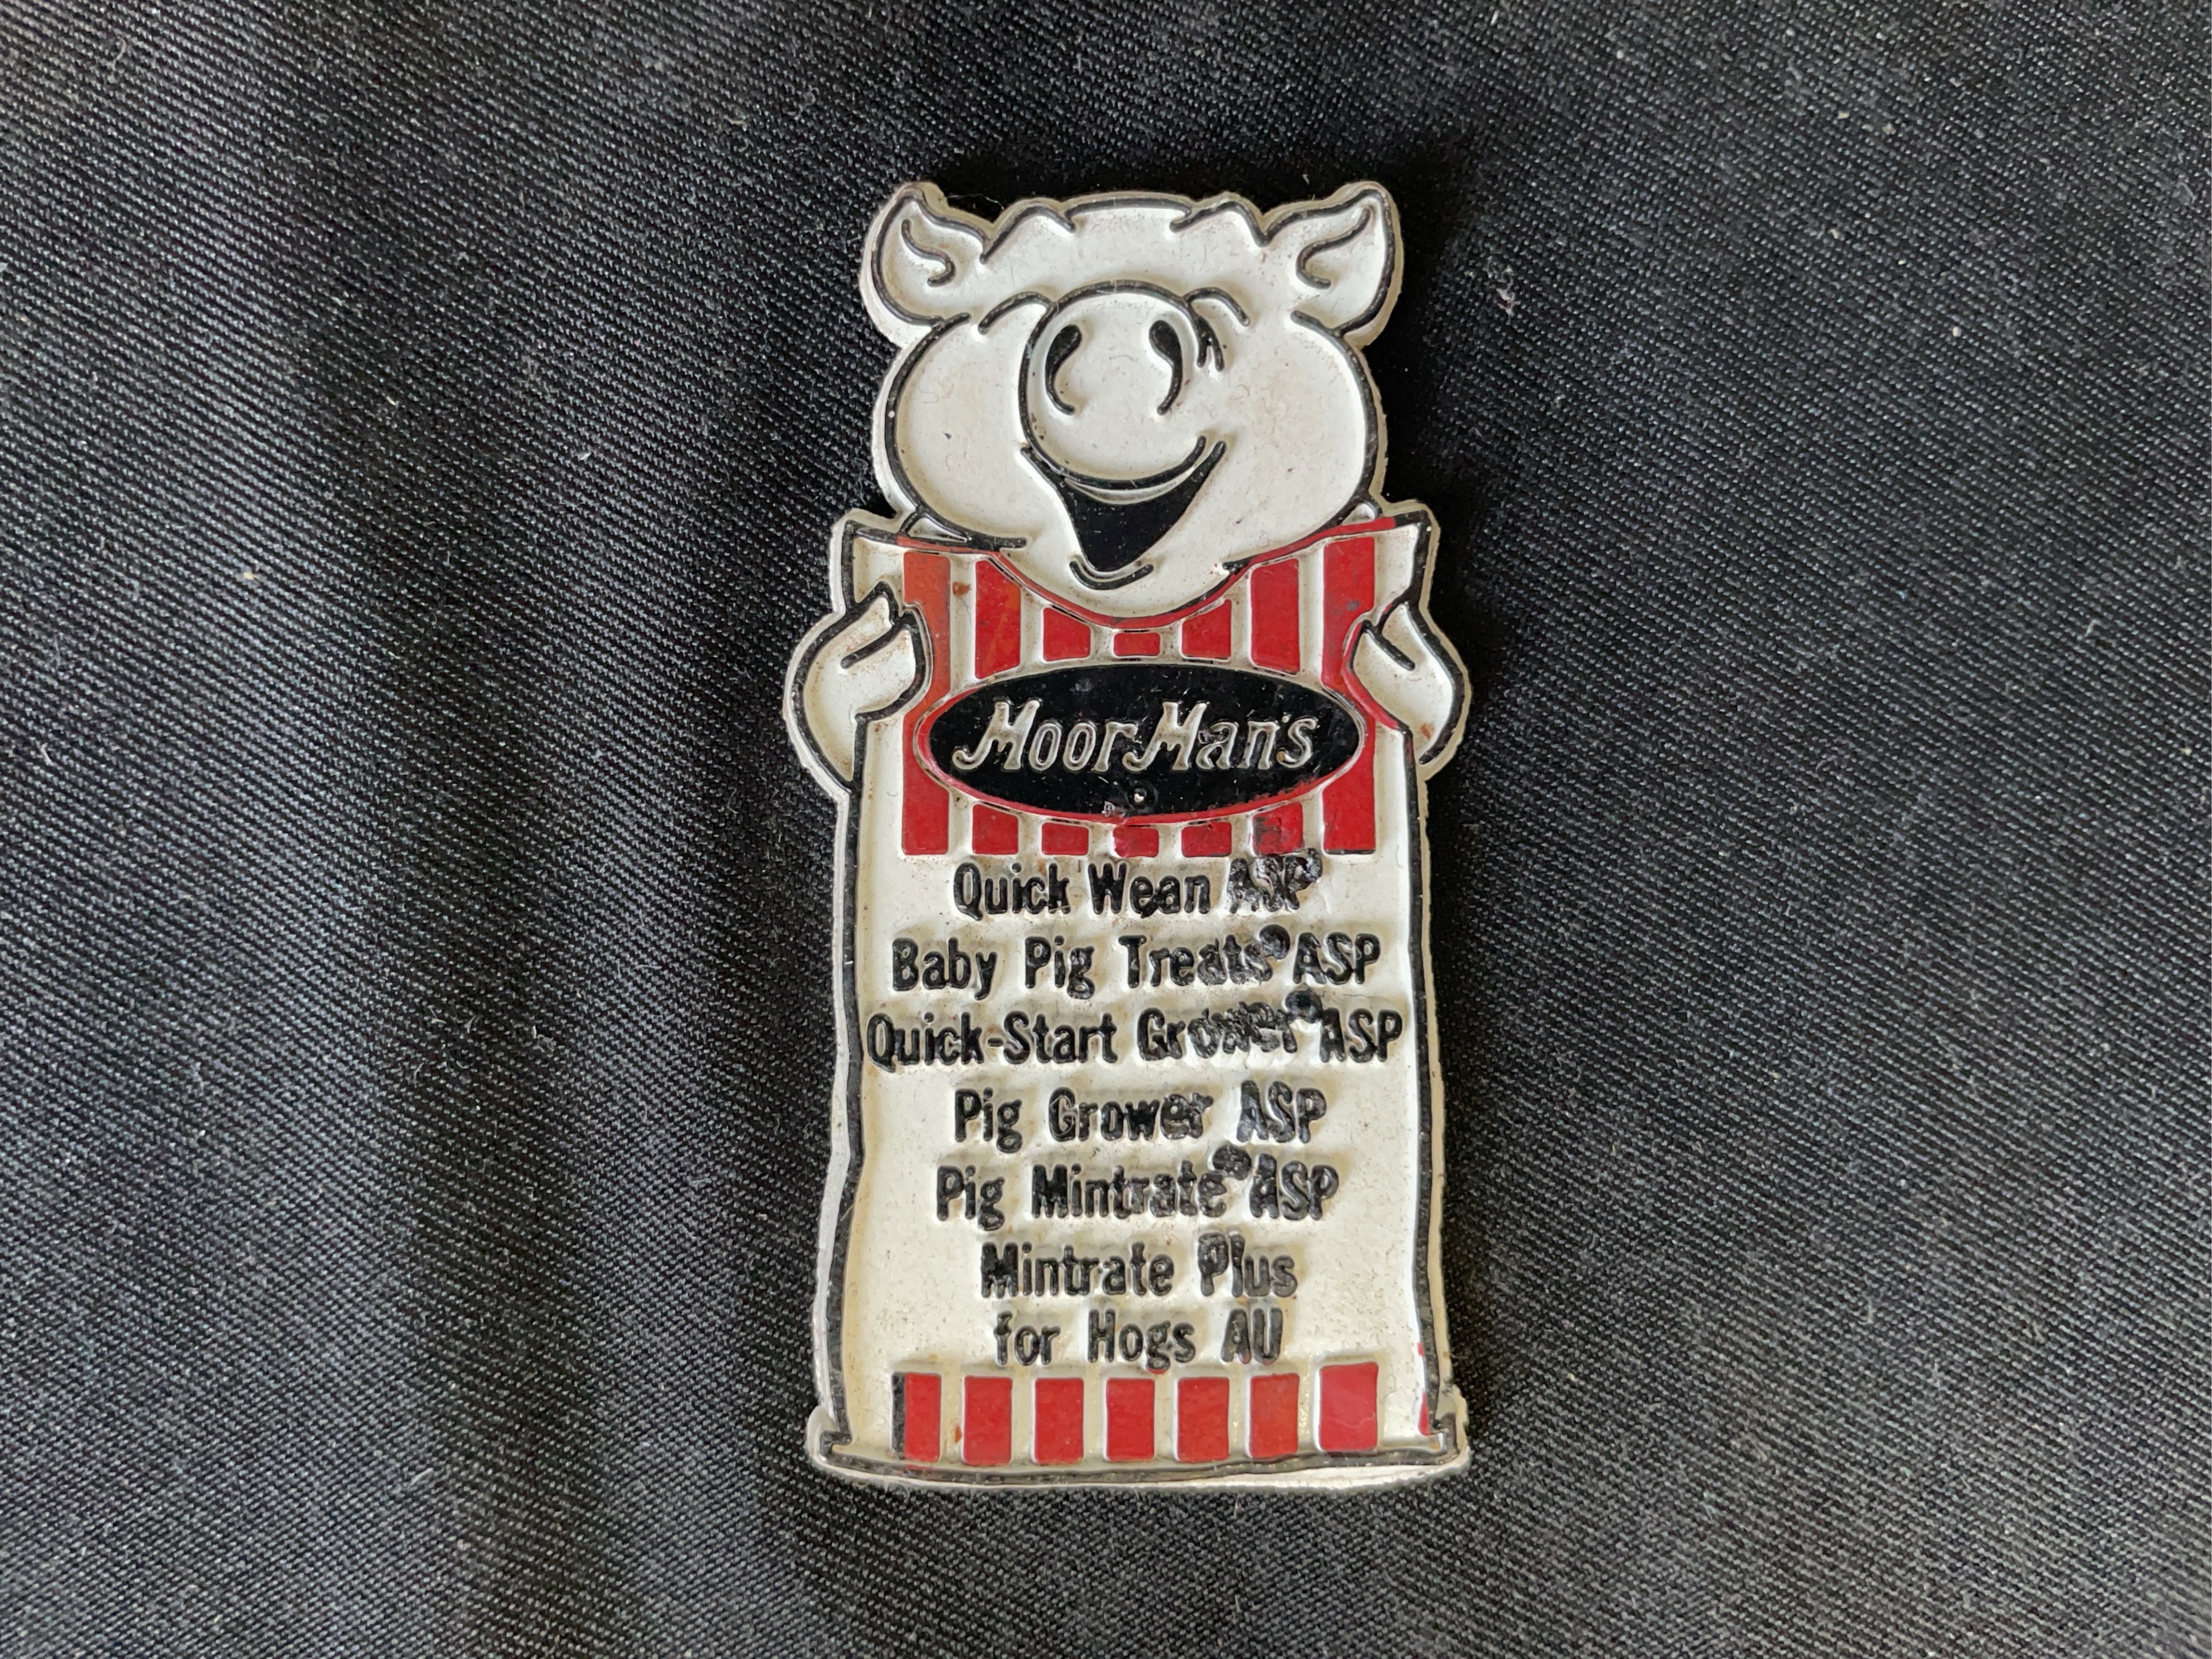 MoorMan's
Quick Wean ASP
Baby Pig Treats® ASP
Quick-Start Grower® ASP
Pig Grower ASP
Pig Mintrate® ASP
Mintrate Plus
for Hogs AU